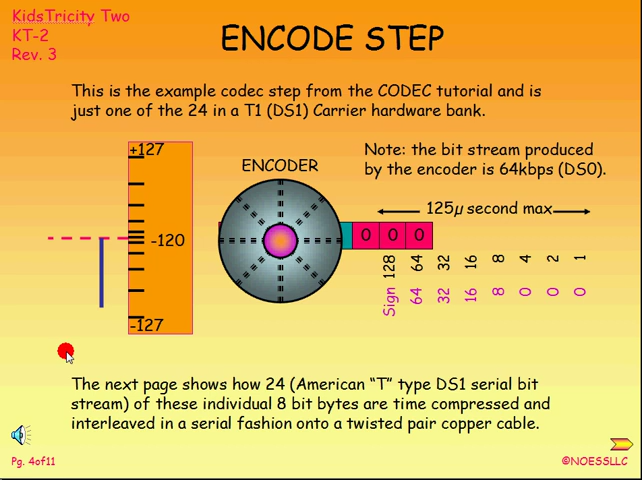 KidsTricity Two
KT-2
Rev. 3
ENCODE STEP
This is the example codec step from the CODEC tutorial and is
just one of the 24 in a T1 (DS1) Carrier hardware bank.
Note: the bit stream produced
by the encoder is 64kbps (DS0).
+127
-120
-127
ENCODER
125µ second max
0 0 0
128 64 32 16 8 4 2 1
Sign 64 32 16 8 0 0 0
The next page shows how 24 (American “T” type DS1 serial bit
stream) of these individual 8 bit bytes are time compressed and
interleaved in a serial fashion onto a twisted pair copper cable.
Pg. 4of11
©NOESSLLC